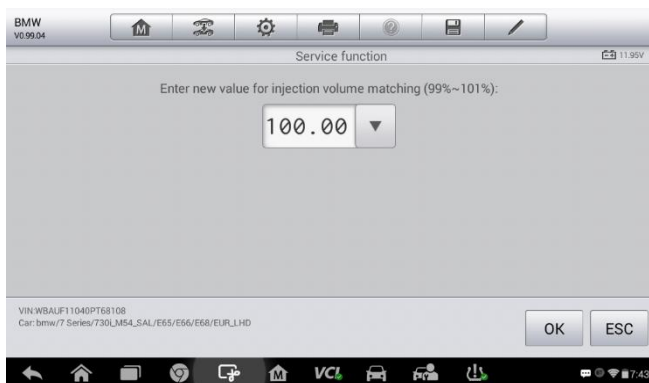 BMW
V0.99.04
M
?
Service function
11.95V
Enter new value for injection volume matching (99%~101%):
100.00
VIN:WBAUF11040PT68108
Car: bmw/7 Series/730i_M54_SAL/E65/E66/E68/EUR_LHD
OK
ESC
M
VCI
7:43